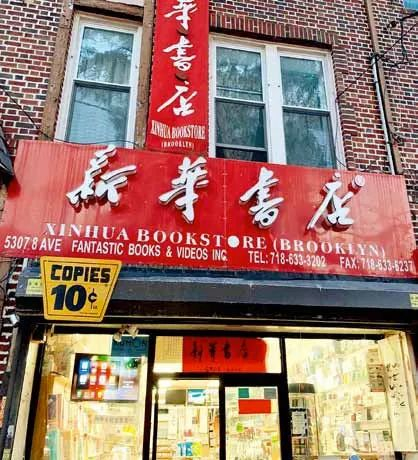 新華書店
XINHUA BOOKSTORE
(BROOKLYN)
新華書店®
XINHUA BOOKSTORE (BROOKLYN)
5307 8 AVE FANTASTIC BOOKS & VIDEOS INC. TEL: 718-633-3202 FAX: 718-633-6237
COPIES
10¢
新華書店